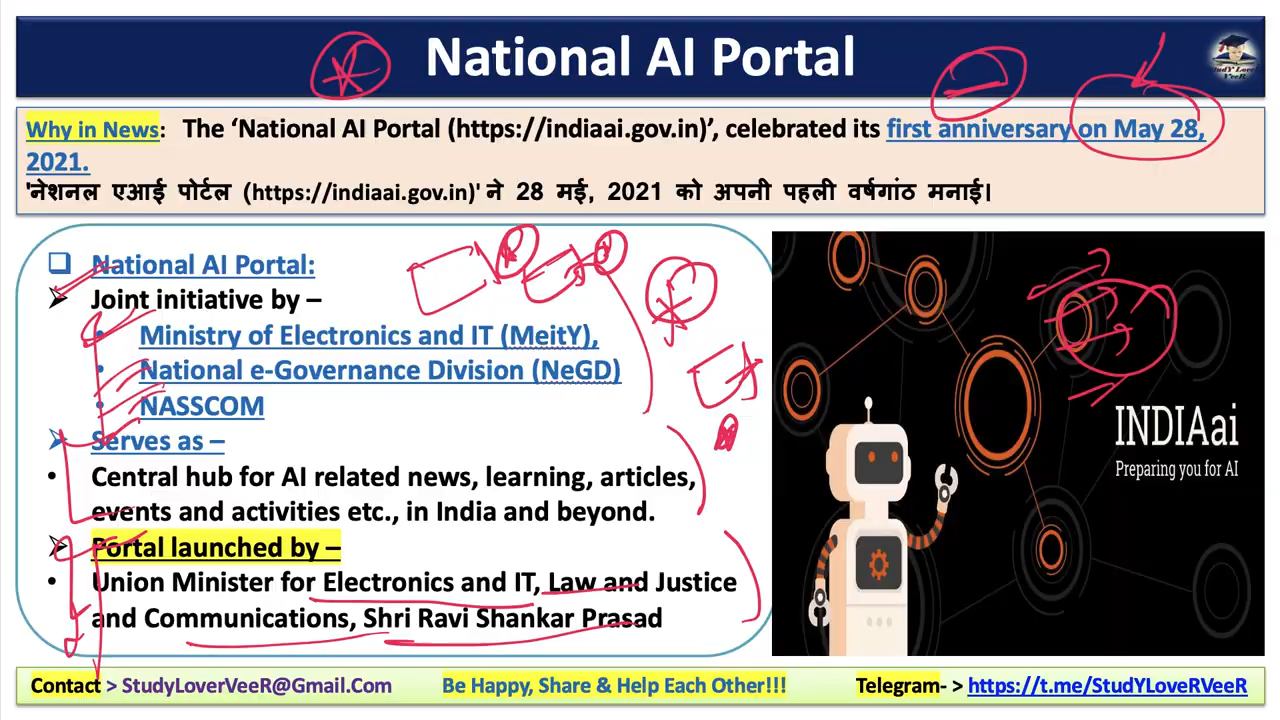 National AI Portal
StudY Lover
VeeR
Why in News: The ‘National AI Portal (https://indiaai.gov.in)’, celebrated its first anniversary on May 28,
2021.
'नेशनल एआई पोर्टल (https://indiaai.gov.in)' ने 28 मई, 2021 को अपनी पहली वर्षगांठ मनाई।
National AI Portal:
Joint initiative by –
• Ministry of Electronics and IT (MeitY),
• National e-Governance Division (NeGD)
• NASSCOM
Serves as –
• Central hub for AI related news, learning, articles,
events and activities etc., in India and beyond.
Portal launched by –
• Union Minister for Electronics and IT, Law and Justice
and Communications, Shri Ravi Shankar Prasad
INDIAai
Preparing you for AI
Contact > StudyLoverVeeR@Gmail.Com Be Happy, Share & Help Each Other!!! Telegram- > https://t.me/StudYLoveRVeeR